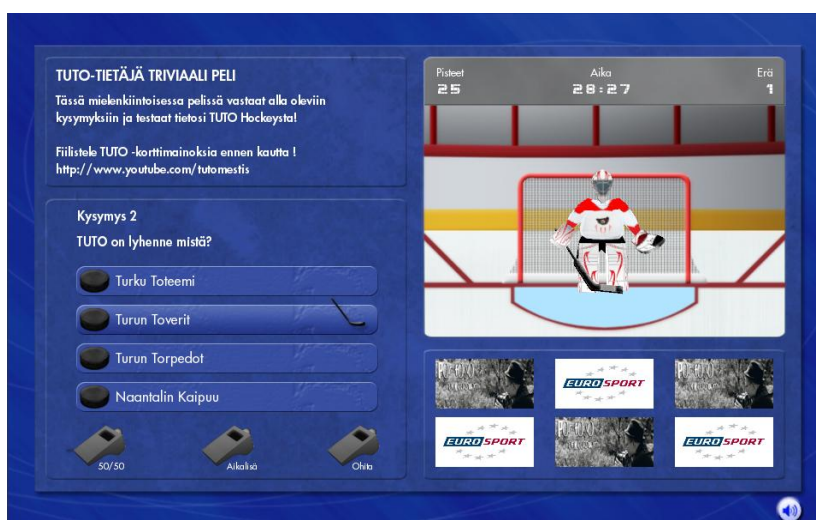 TUTO-TIETÄJÄ TRIVIAALI PELI
Tässä mielenkiintoisessa pelissä vastaat alla oleviin
kysymyksiin ja testaat tietosi TUTO Hockeysta!
Fiilistele TUTO -korttimainoksia ennen kautta !
http://www.youtube.com/tutomestis
Kysymys 2
TUTO on lyhenne mistä?
Turku Toteemi
Turun Toverit
Turun Torpedot
Naantalin Kaipuu
50/50
Aikalisä
Ohita
Pisteet
Aika
Erä
25
28:27
1
EUROSPORT
EUROSPORT
EUROSPORT